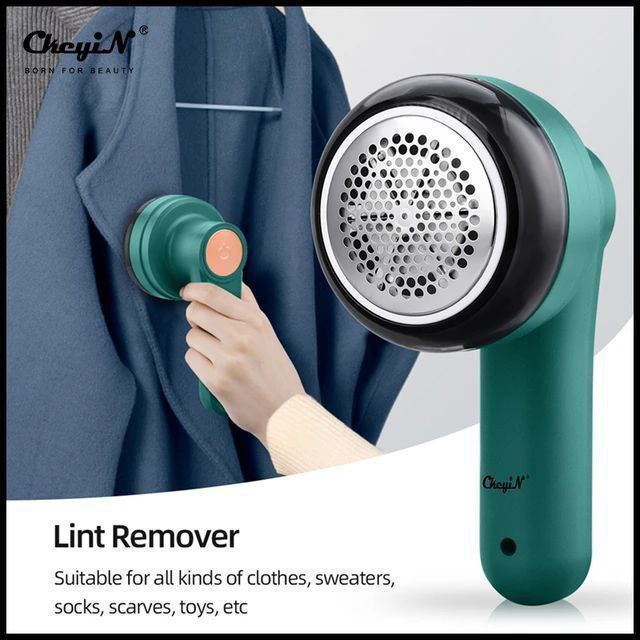 CkeyiN®
BORN FOR BEAUTY
CkeyiN
Lint Remover
Suitable for all kinds of clothes, sweaters,
socks, scarves, toys, etc